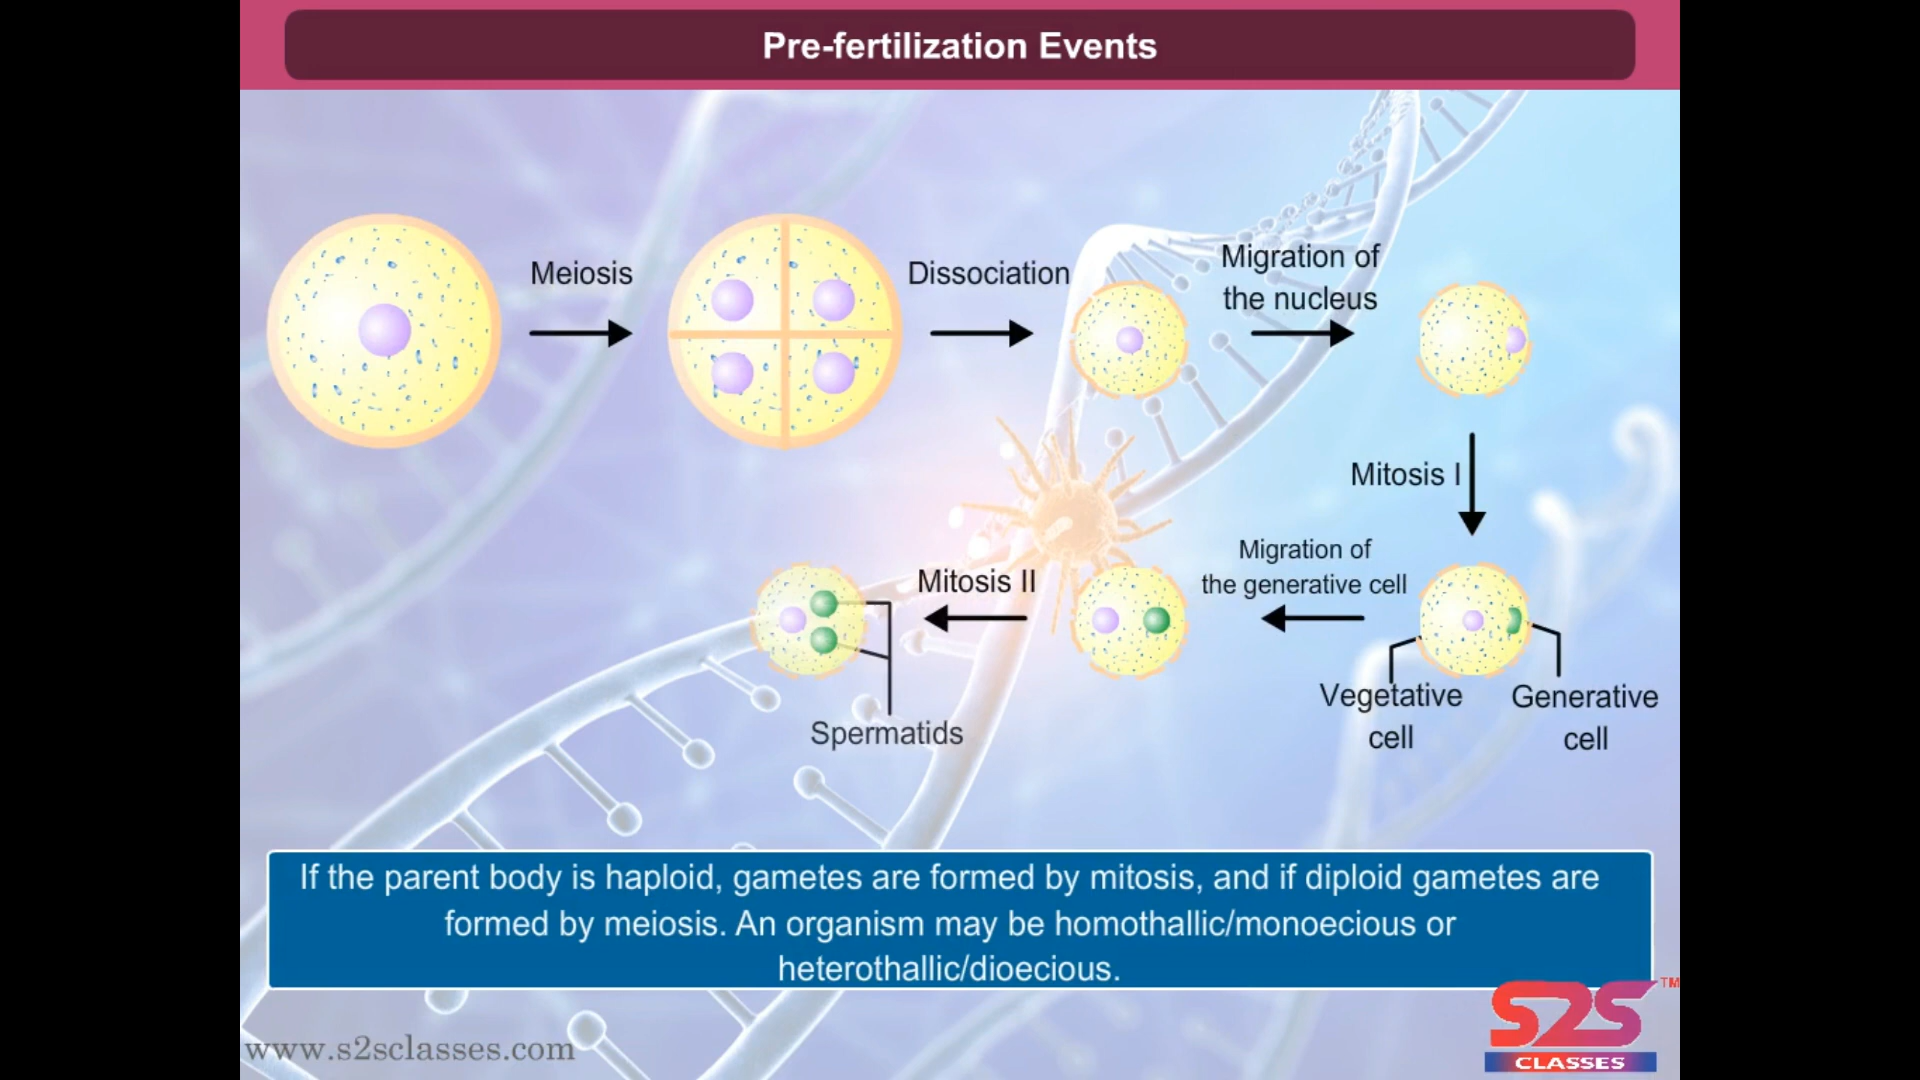 Pre-fertilization Events
Meiosis
Dissociation
Migration of
the nucleus
Mitosis I
Migration of
the generative cell
Mitosis II
Vegetative
cell
Generative
cell
Spermatids
If the parent body is haploid, gametes are formed by mitosis, and if diploid gametes are
formed by meiosis. An organism may be homothallic/monoecious or
heterothallic/dioecious.
www.s2sclasses.com
S2S TM
CLASSES